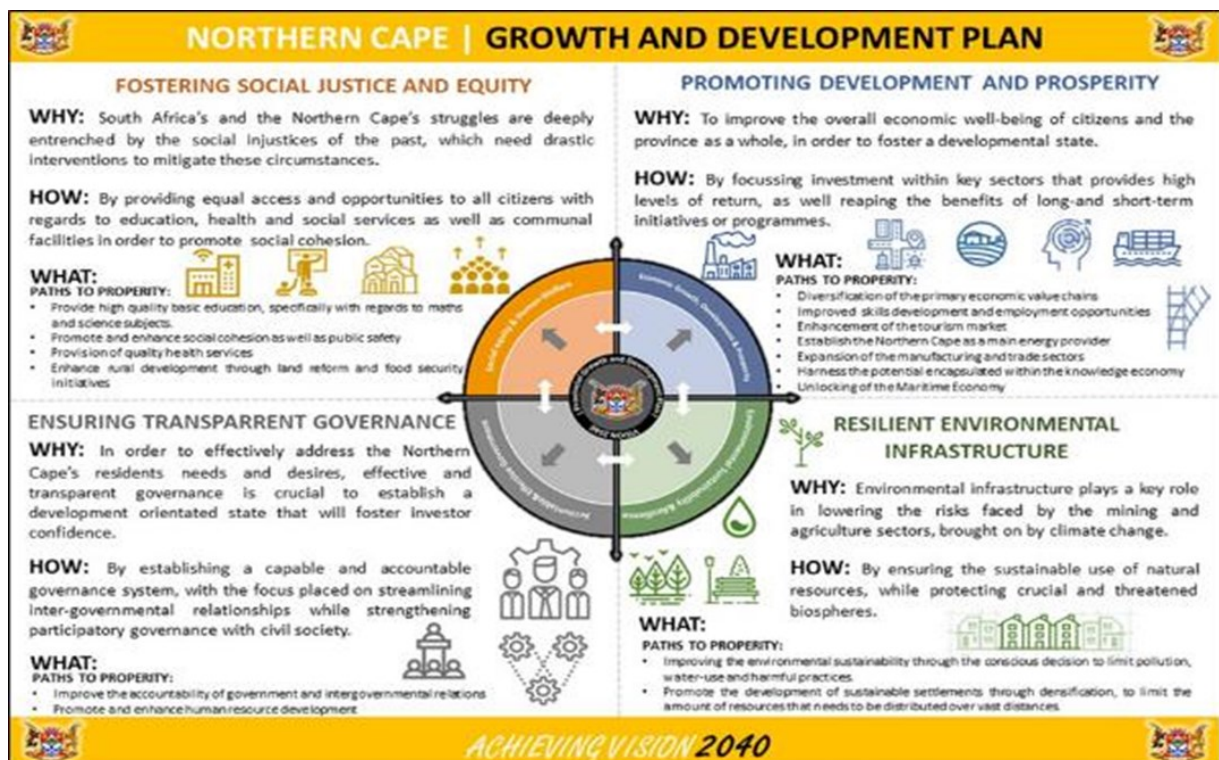 NORTHERN CAPE | GROWTH AND DEVELOPMENT PLAN
FOSTERING SOCIAL JUSTICE AND EQUITY
WHY: South Africa's and the Northern Cape's struggles are deeply
entrenched by the social injustices of the past, which need drastic
interventions to mitigate these circumstances.
HOW: By providing equal access and opportunities to all citizens with
regards to education, health and social services as well as communal
facilities in order to promote social cohesion.
WHAT:
PATHS TO PROPERTY:
• Provide high quality basic education, specifically with regards to maths
and science subjects.
• Promote and enhance social cohesion as well as public safety
• Provision of quality health services
• Enhance rural development through land reform and food security
initiatives
PROMOTING DEVELOPMENT AND PROSPERITY
WHY: To improve the overall economic well-being of citizens and the
province as a whole, in order to foster a developmental state.
HOW: By focussing investment within key sectors that provides high
levels of return, as well reaping the benefits of long-and short-term
initiatives or programmes.
WHAT:
PATHS TO PROPERTY:
• Diversification of the primary economic value chains
• Improved skills development and employment opportunities
• Enhancement of the tourism market
• Establish the Northern Cape as a main energy provider
• Expansion of the manufacturing and trade sectors
• Harness the potential encapsulated within the knowledge economy
• Unlocking of the Maritime Economy
ENSURING TRANSPARENT GOVERNANCE
WHY: In order to effectively address the Northern
Cape's residents needs and desires, effective and
transparent governance is crucial to establish a
development orientated state that will foster investor
confidence.
HOW: By establishing a capable and accountable
governance system, with the focus placed on streamlining
inter-governmental relationships while strengthening
participatory governance with civil society.
WHAT:
PATHS TO PROPERTY:
• Improve the accountability of government and intergovernmental relations
• Promote and enhance human resource development
RESILIENT ENVIRONMENTAL
INFRASTRUCTURE
WHY: Environmental infrastructure plays a key role
in lowering the risks faced by the mining and
agriculture sectors, brought on by climate change.
HOW: By ensuring the sustainable use of natural
resources, while protecting crucial and threatened
biospheres.
WHAT:
PATHS TO PROPERTY:
• Improving the environmental sustainability through the conscious decision to limit pollution,
water-use and harmful practices.
• Promote the development of sustainable settlements through densification, to limit the
amount of resources that needs to be distributed over vast distances.
Economic Growth, Development & Prosperity
Environmental Sustainability & Resilience
Accountable & Effective Governance
VISION 2040
ACHIEVING VISION 2040